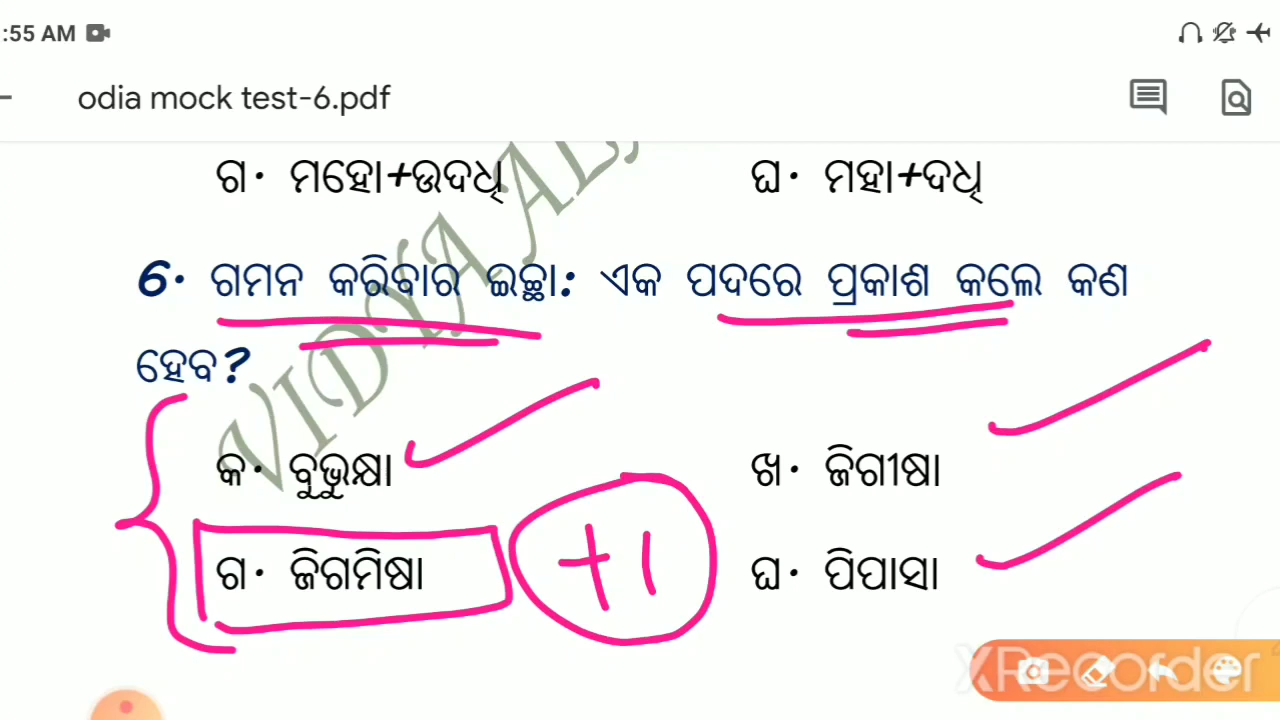 :55 AM
odia mock test-6.pdf
ଗ· ମହୋ+ଉଦଧି ଘ· ମହା+ଦଧି
6· ଗମନ କରିବାର ଇଚ୍ଛା: ଏକ ପଦରେ ପ୍ରକାଶ କଲେ କଣ
ହେବ?
କ· ବୁଭୁକ୍ଷା ଖ· ଜିଗୀଷା
ଗ· ଜିଗମିଷା +1 ଘ· ପିପାସା
XRecorder